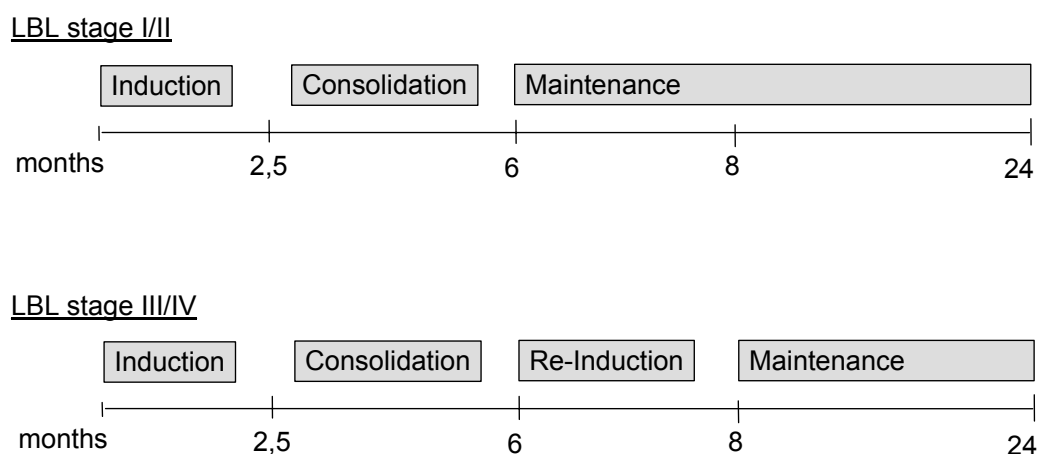 LBL stage I/II
Induction Consolidation Maintenance
months 2,5 6 8 24
LBL stage III/IV
Induction Consolidation Re-Induction Maintenance
months 2,5 6 8 24